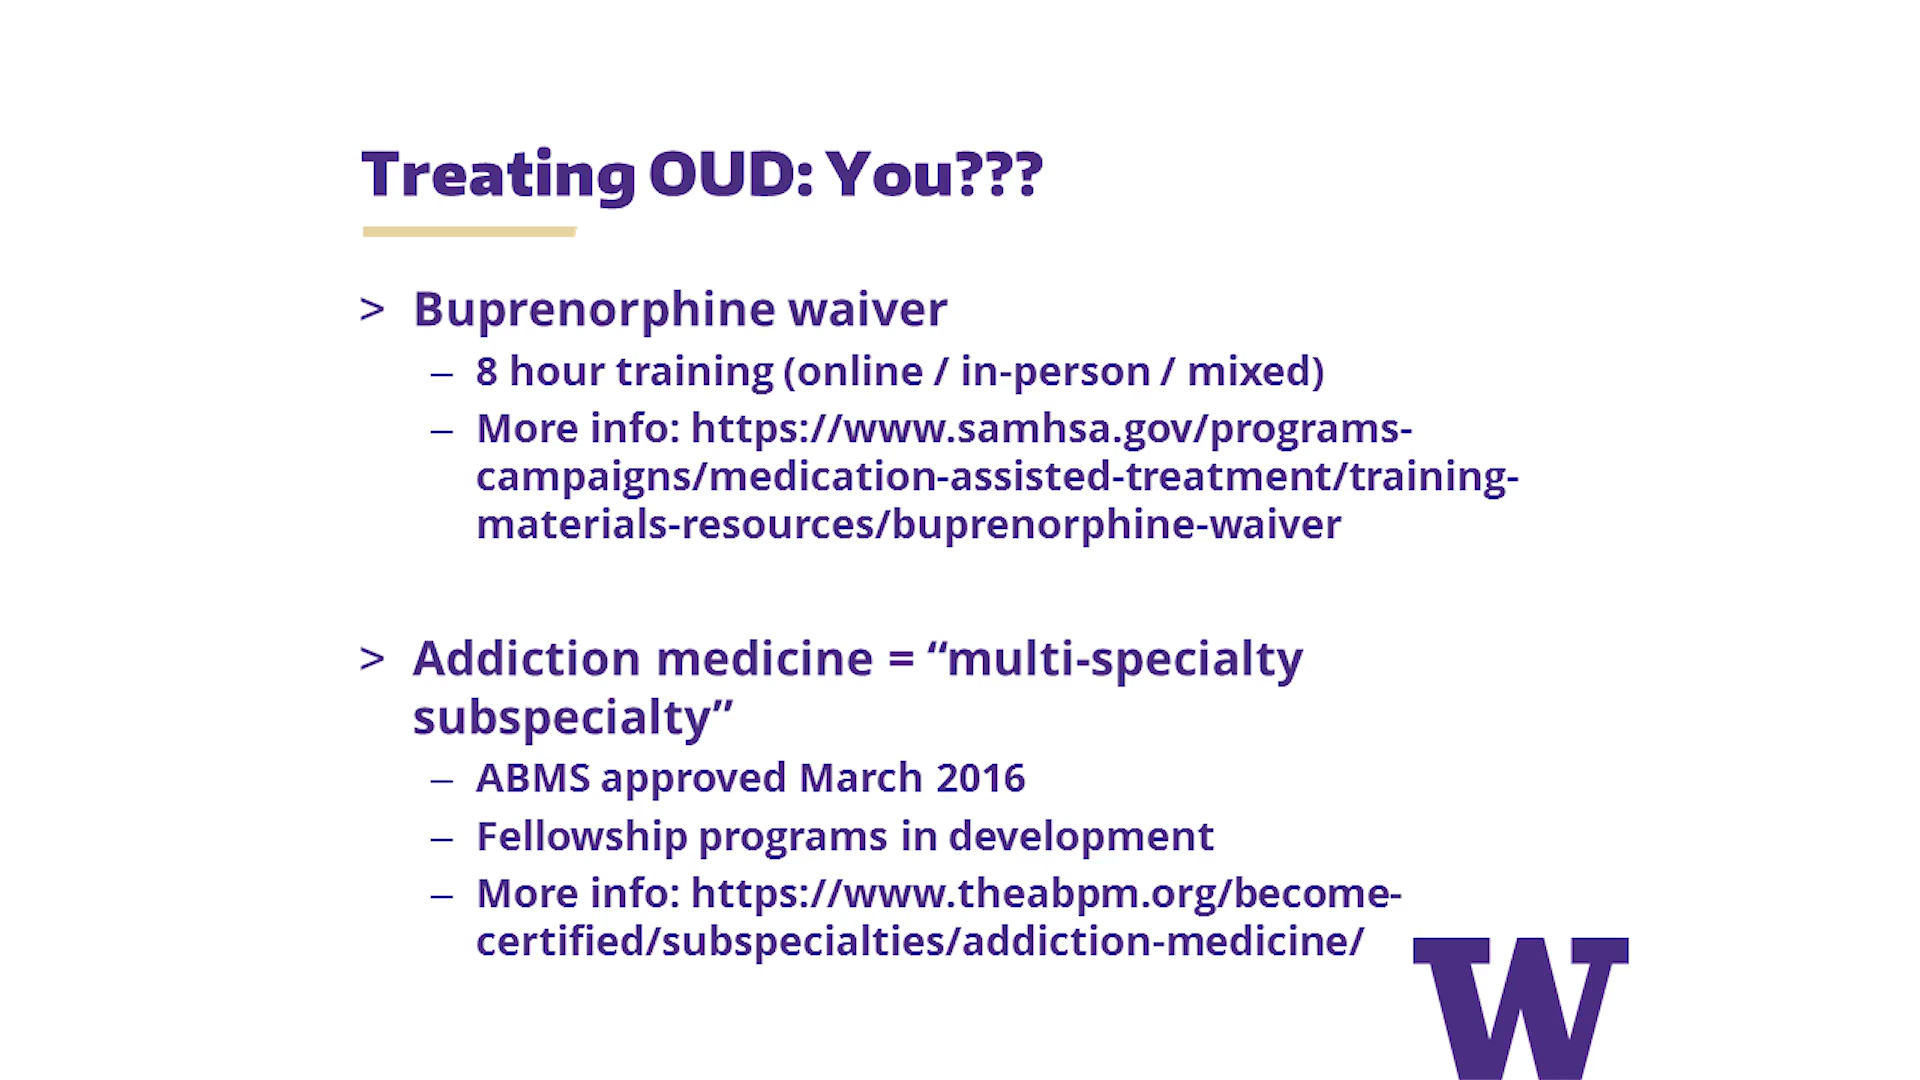 Treating OUD: You???
> Buprenorphine waiver
– 8 hour training (online / in-person / mixed)
– More info: https://www.samhsa.gov/programs-
campaigns/medication-assisted-treatment/training-
materials-resources/buprenorphine-waiver
> Addiction medicine = “multi-specialty
subspecialty”
– ABMS approved March 2016
– Fellowship programs in development
– More info: https://www.theabpm.org/become-
certified/subspecialties/addiction-medicine/
W